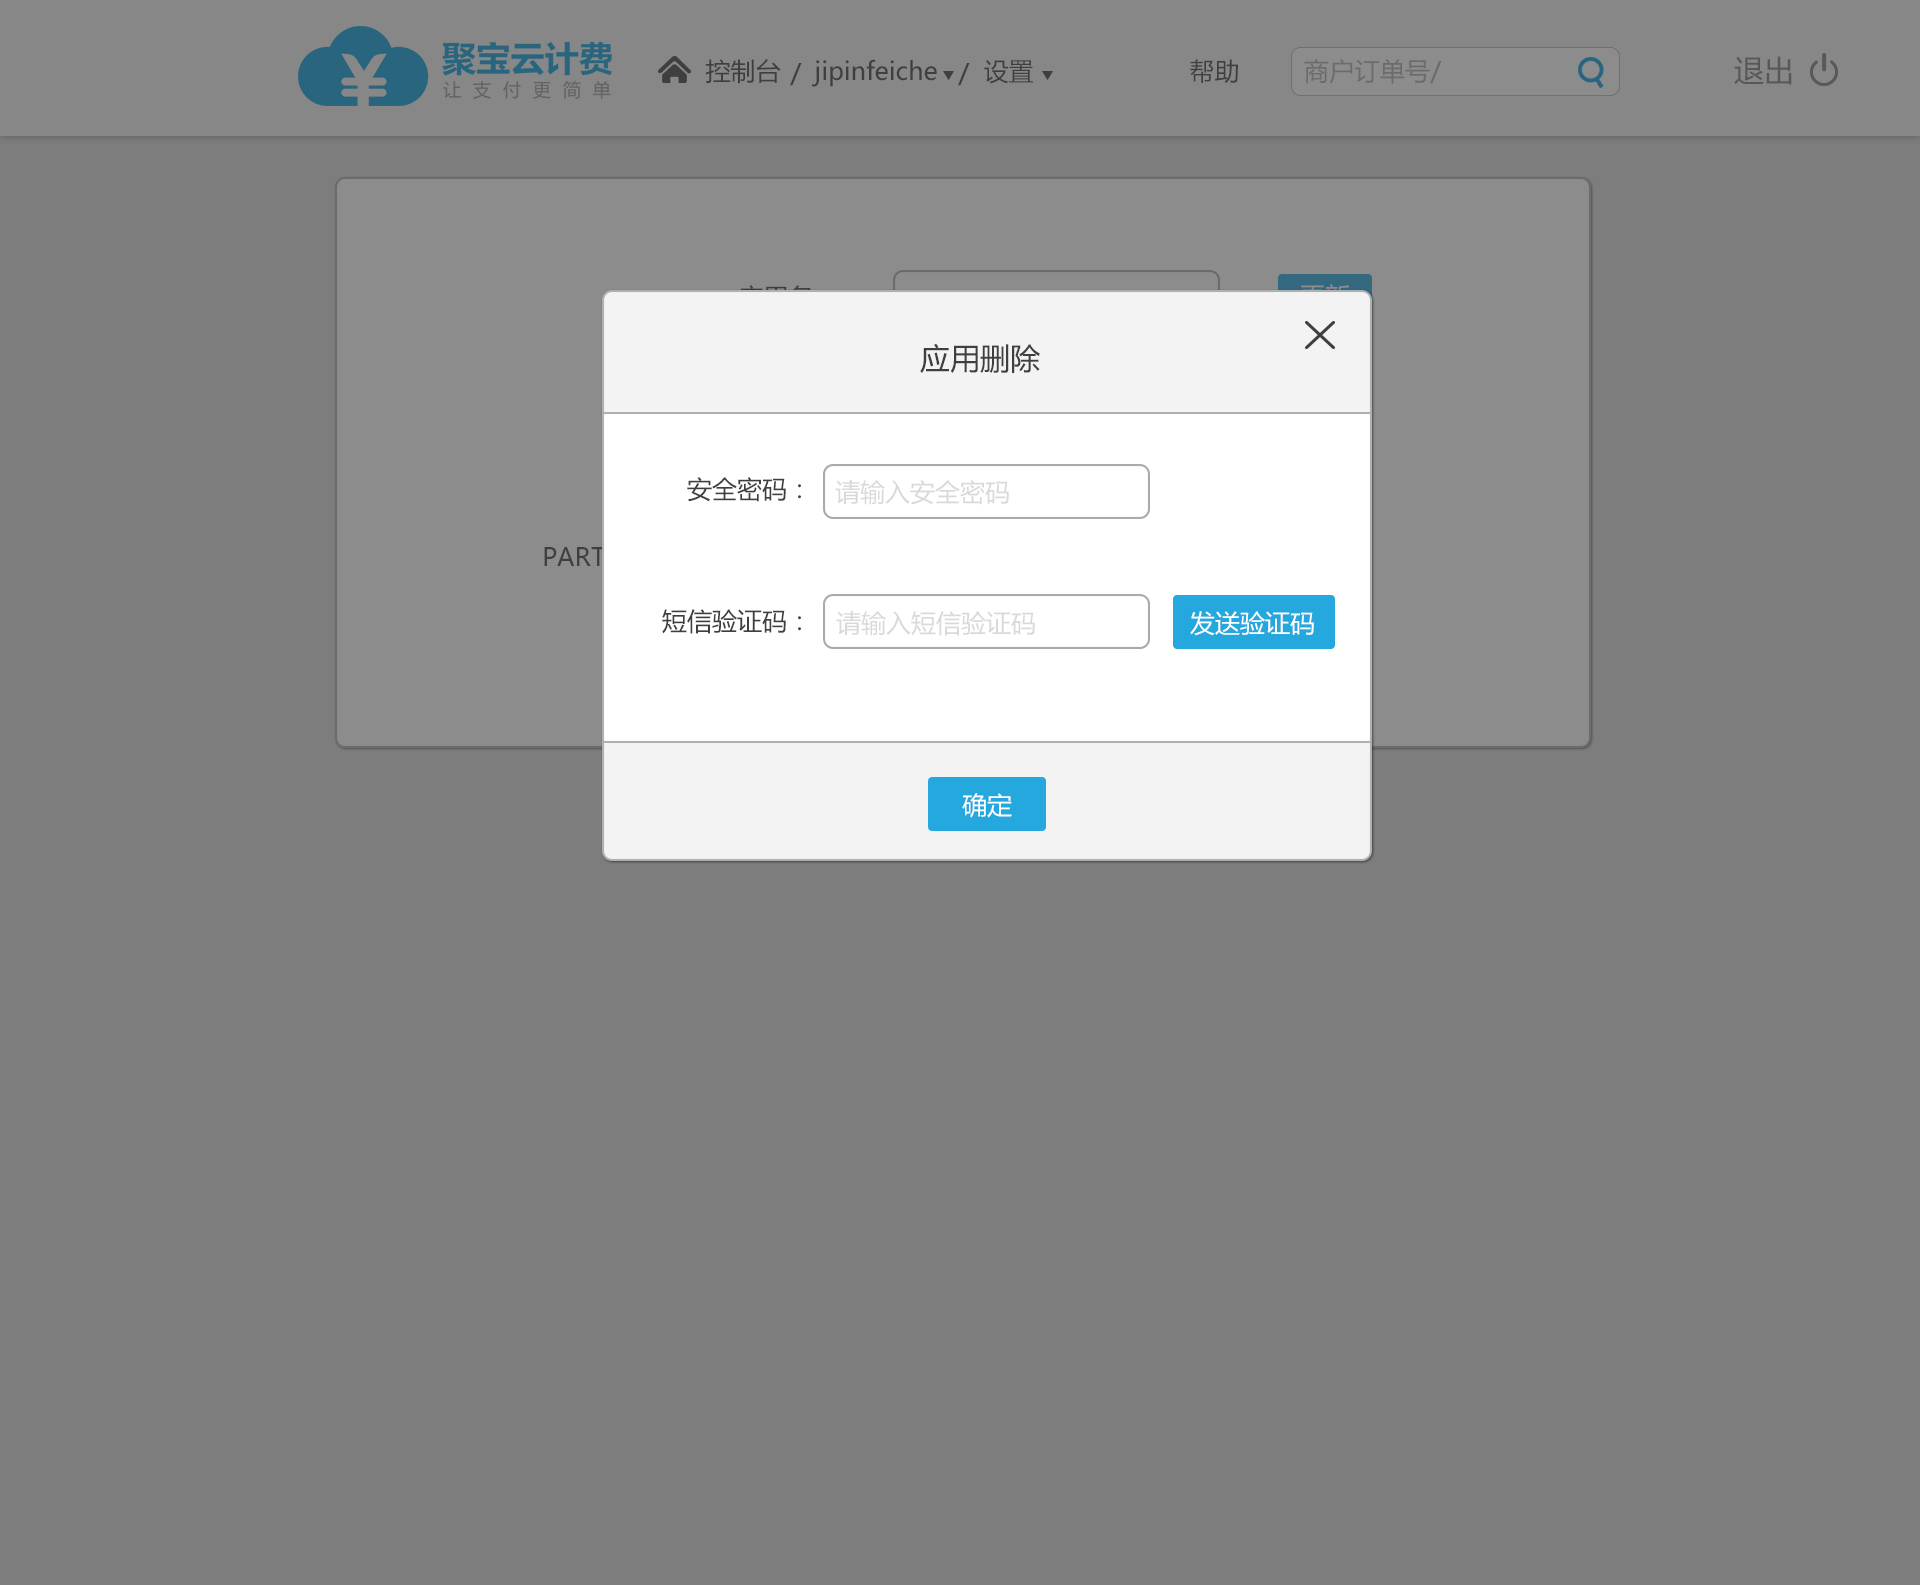 聚宝云计费
让支付更简单
控制台 / jipinfeiche / 设置
帮助
商户订单号/
退出
应用删除
安全密码：
请输入安全密码
PART
短信验证码：
请输入短信验证码
发送验证码
确定